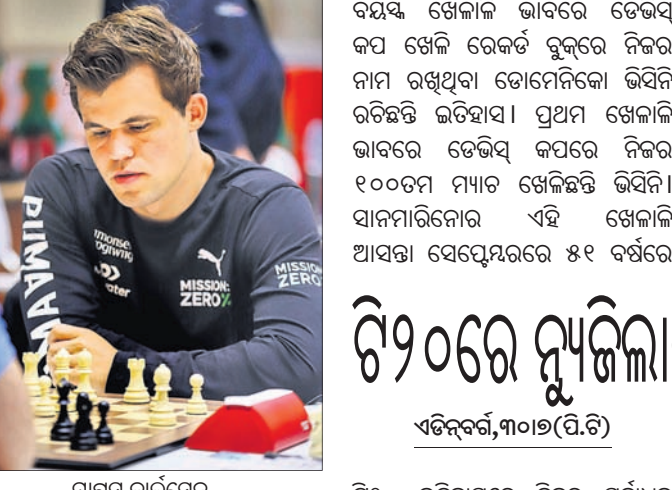 PUMA
MISSION:
ZERO%
MISSION
ZERO
ବୟସ୍କ ଖେଳାଳି ଭାବରେ ଡେଭିସ୍
କପ ଖେଳି ରେକର୍ଡ ବୁକ୍‌ରେ ନିଜର
ନାମ ରଖିଥିବା ଡୋମେନିକୋ ଭିସିନି
ରଚିଛନ୍ତି ଇତିହାସ। ପ୍ରଥମ ଖେଳାଳି
ଭାବରେ ଡେଭିସ୍ କପରେ ନିଜର
୧୦୦ତମ ମ୍ୟାଚ ଖେଳିଛନ୍ତି ଭିସିନି।
ସାନମାରିନୋର ଏହି ଖେଳାଳି
ଆସନ୍ତା ସେପ୍ଟେମ୍ବରରେ ୫୧ ବର୍ଷରେ
ଟି୨୦ରେ ନ୍ୟୁଜିଲା
ଏଡିନ୍‌ବର୍ଗ,୩୦।୭(ପି.ଟି)